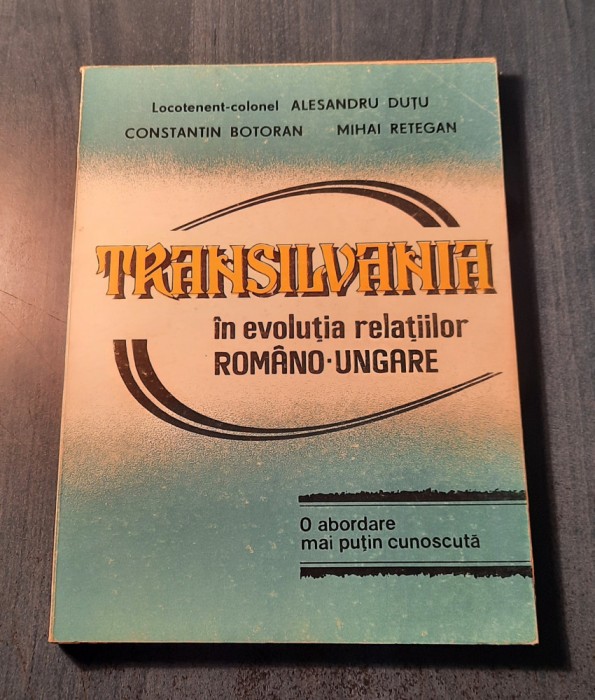 Locotenent-colonel ALESANDRU DUȚU
CONSTANTIN BOTORAN MIHAI RETEGAN
TRANSILVANIA
în evoluția relațiilor
ROMÂNO·UNGARE
O abordare
mai puțin cunoscută